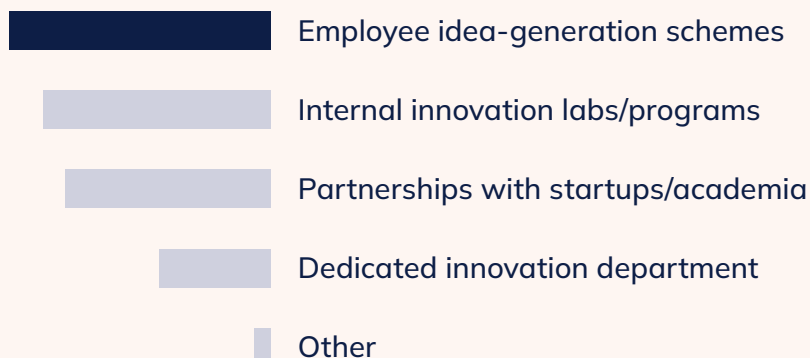 Employee idea-generation schemes
Internal innovation labs/programs
Partnerships with startups/academia
Dedicated innovation department
Other